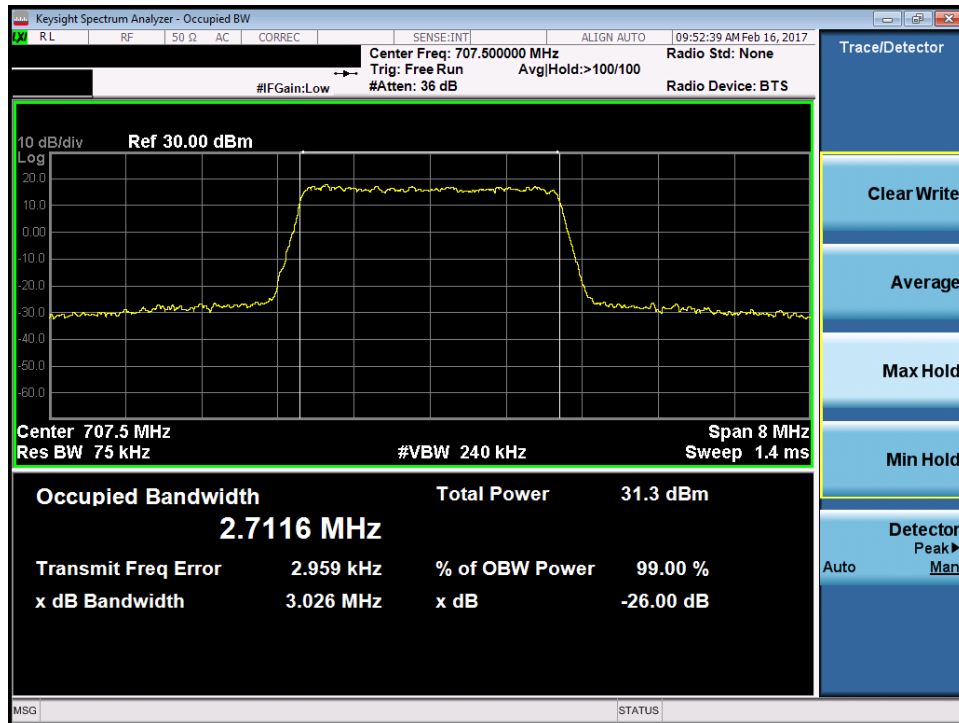 Keysight Spectrum Analyzer - Occupied BW
LXI RL RF 50 Ω AC CORREC SENSE:INT ALIGN AUTO 09:52:39 AM Feb 16, 2017
Center Freq: 707.500000 MHz Radio Std: None
Trig: Free Run Avg|Hold:>100/100
#IFGain:Low #Atten: 36 dB Radio Device: BTS
10 dB/div Ref 30.00 dBm
Log
20.0
10.0
0.00
-10.0
-20.0
-30.0
-40.0
-50.0
-60.0
Center 707.5 MHz Span 8 MHz
Res BW 75 kHz #VBW 240 kHz Sweep 1.4 ms
Occupied Bandwidth Total Power 31.3 dBm
2.7116 MHz
Transmit Freq Error 2.959 kHz % of OBW Power 99.00 %
x dB Bandwidth 3.026 MHz x dB -26.00 dB
MSG STATUS
Trace/Detector
Clear Write
Average
Max Hold
Min Hold
Detector
Peak▶
Auto Man